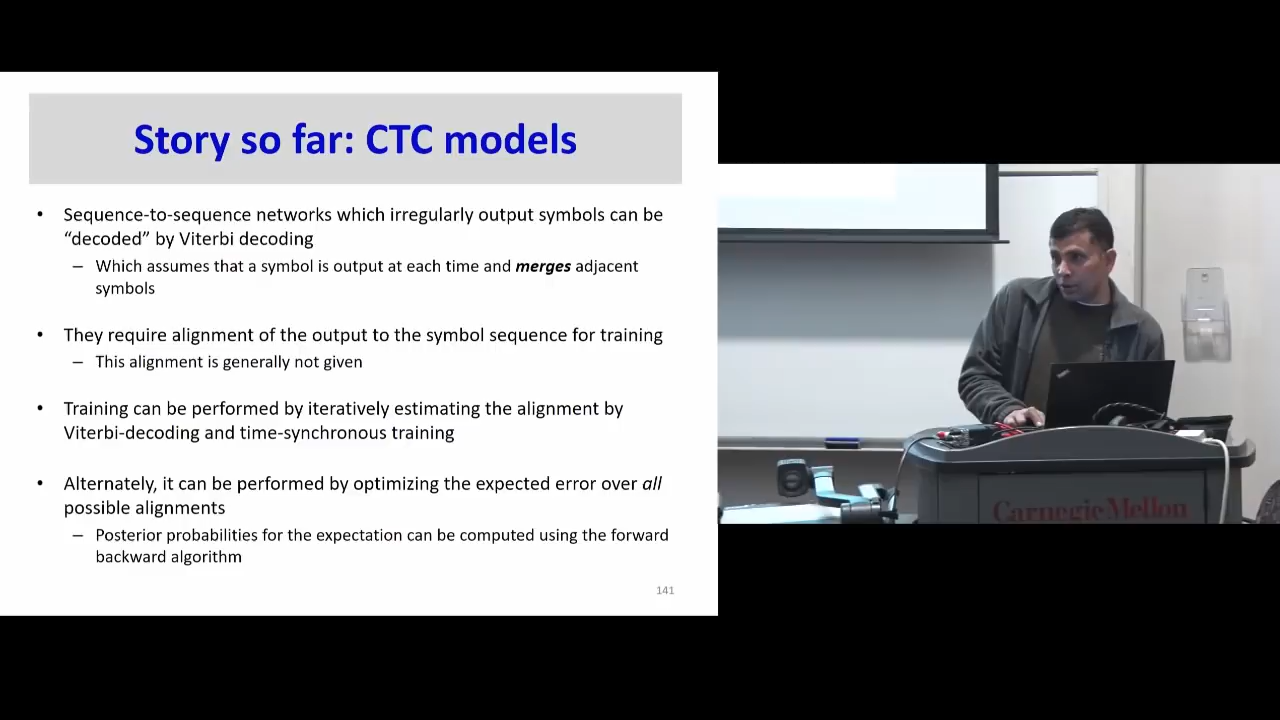 Story so far: CTC models
• Sequence-to-sequence networks which irregularly output symbols can be
“decoded” by Viterbi decoding
– Which assumes that a symbol is output at each time and merges adjacent
symbols
• They require alignment of the output to the symbol sequence for training
– This alignment is generally not given
• Training can be performed by iteratively estimating the alignment by
Viterbi-decoding and time-synchronous training
• Alternately, it can be performed by optimizing the expected error over all
possible alignments
– Posterior probabilities for the expectation can be computed using the forward
backward algorithm
141
Carnegie Mellon